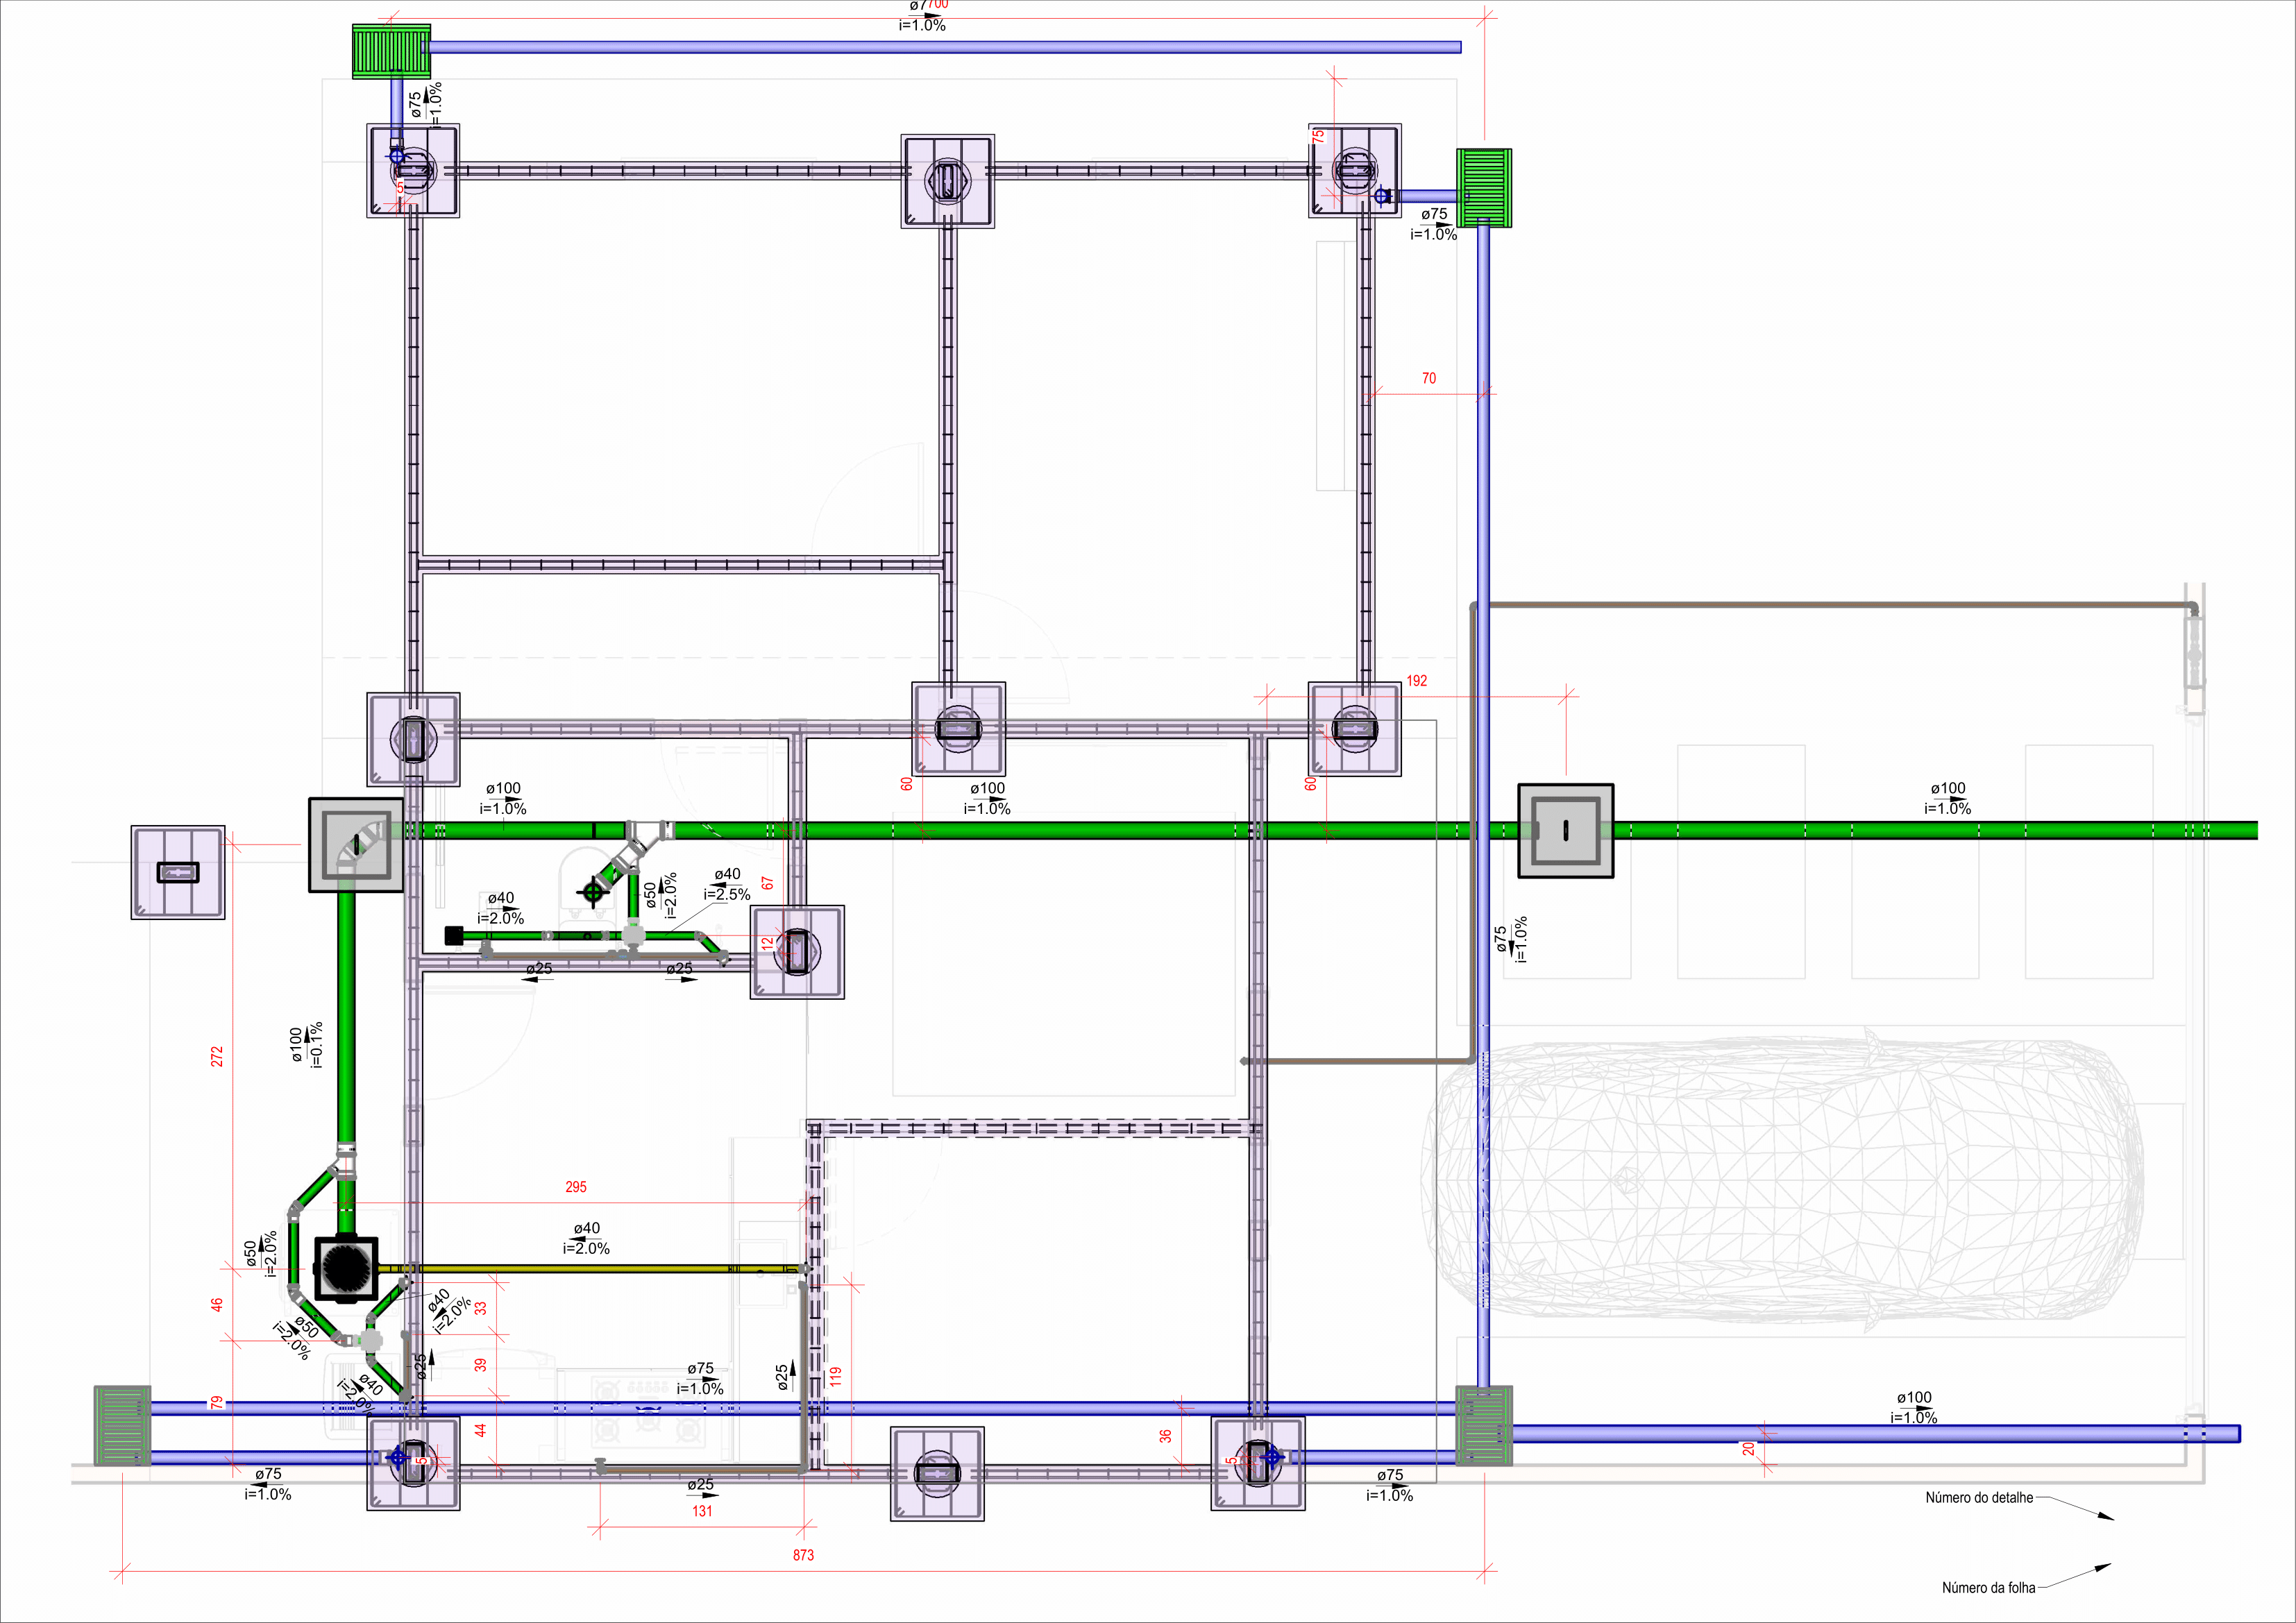 ø7700
i=1.0%
ø75
i=1.0%
75
5
ø75
i=1.0%
70
192
ø100
i=1.0%
60
ø100
i=1.0%
60
ø100
i=1.0%
ø40
i=2.0%
ø50
i=2.0%
ø40
i=2.5%
67
12
ø25
ø25
ø75
i=1.0%
272
ø100
i=0.1%
295
ø40
i=2.0%
ø50
i=2.0%
46
ø40
i=2.0%
33
ø50
i=2.0%
39
ø25
ø40
i=2.0%
ø75
i=1.0%
ø25
119
79
44
36
ø100
i=1.0%
20
5
5
ø75
i=1.0%
ø25
131
ø75
i=1.0%
Número do detalhe
873
Número da folha